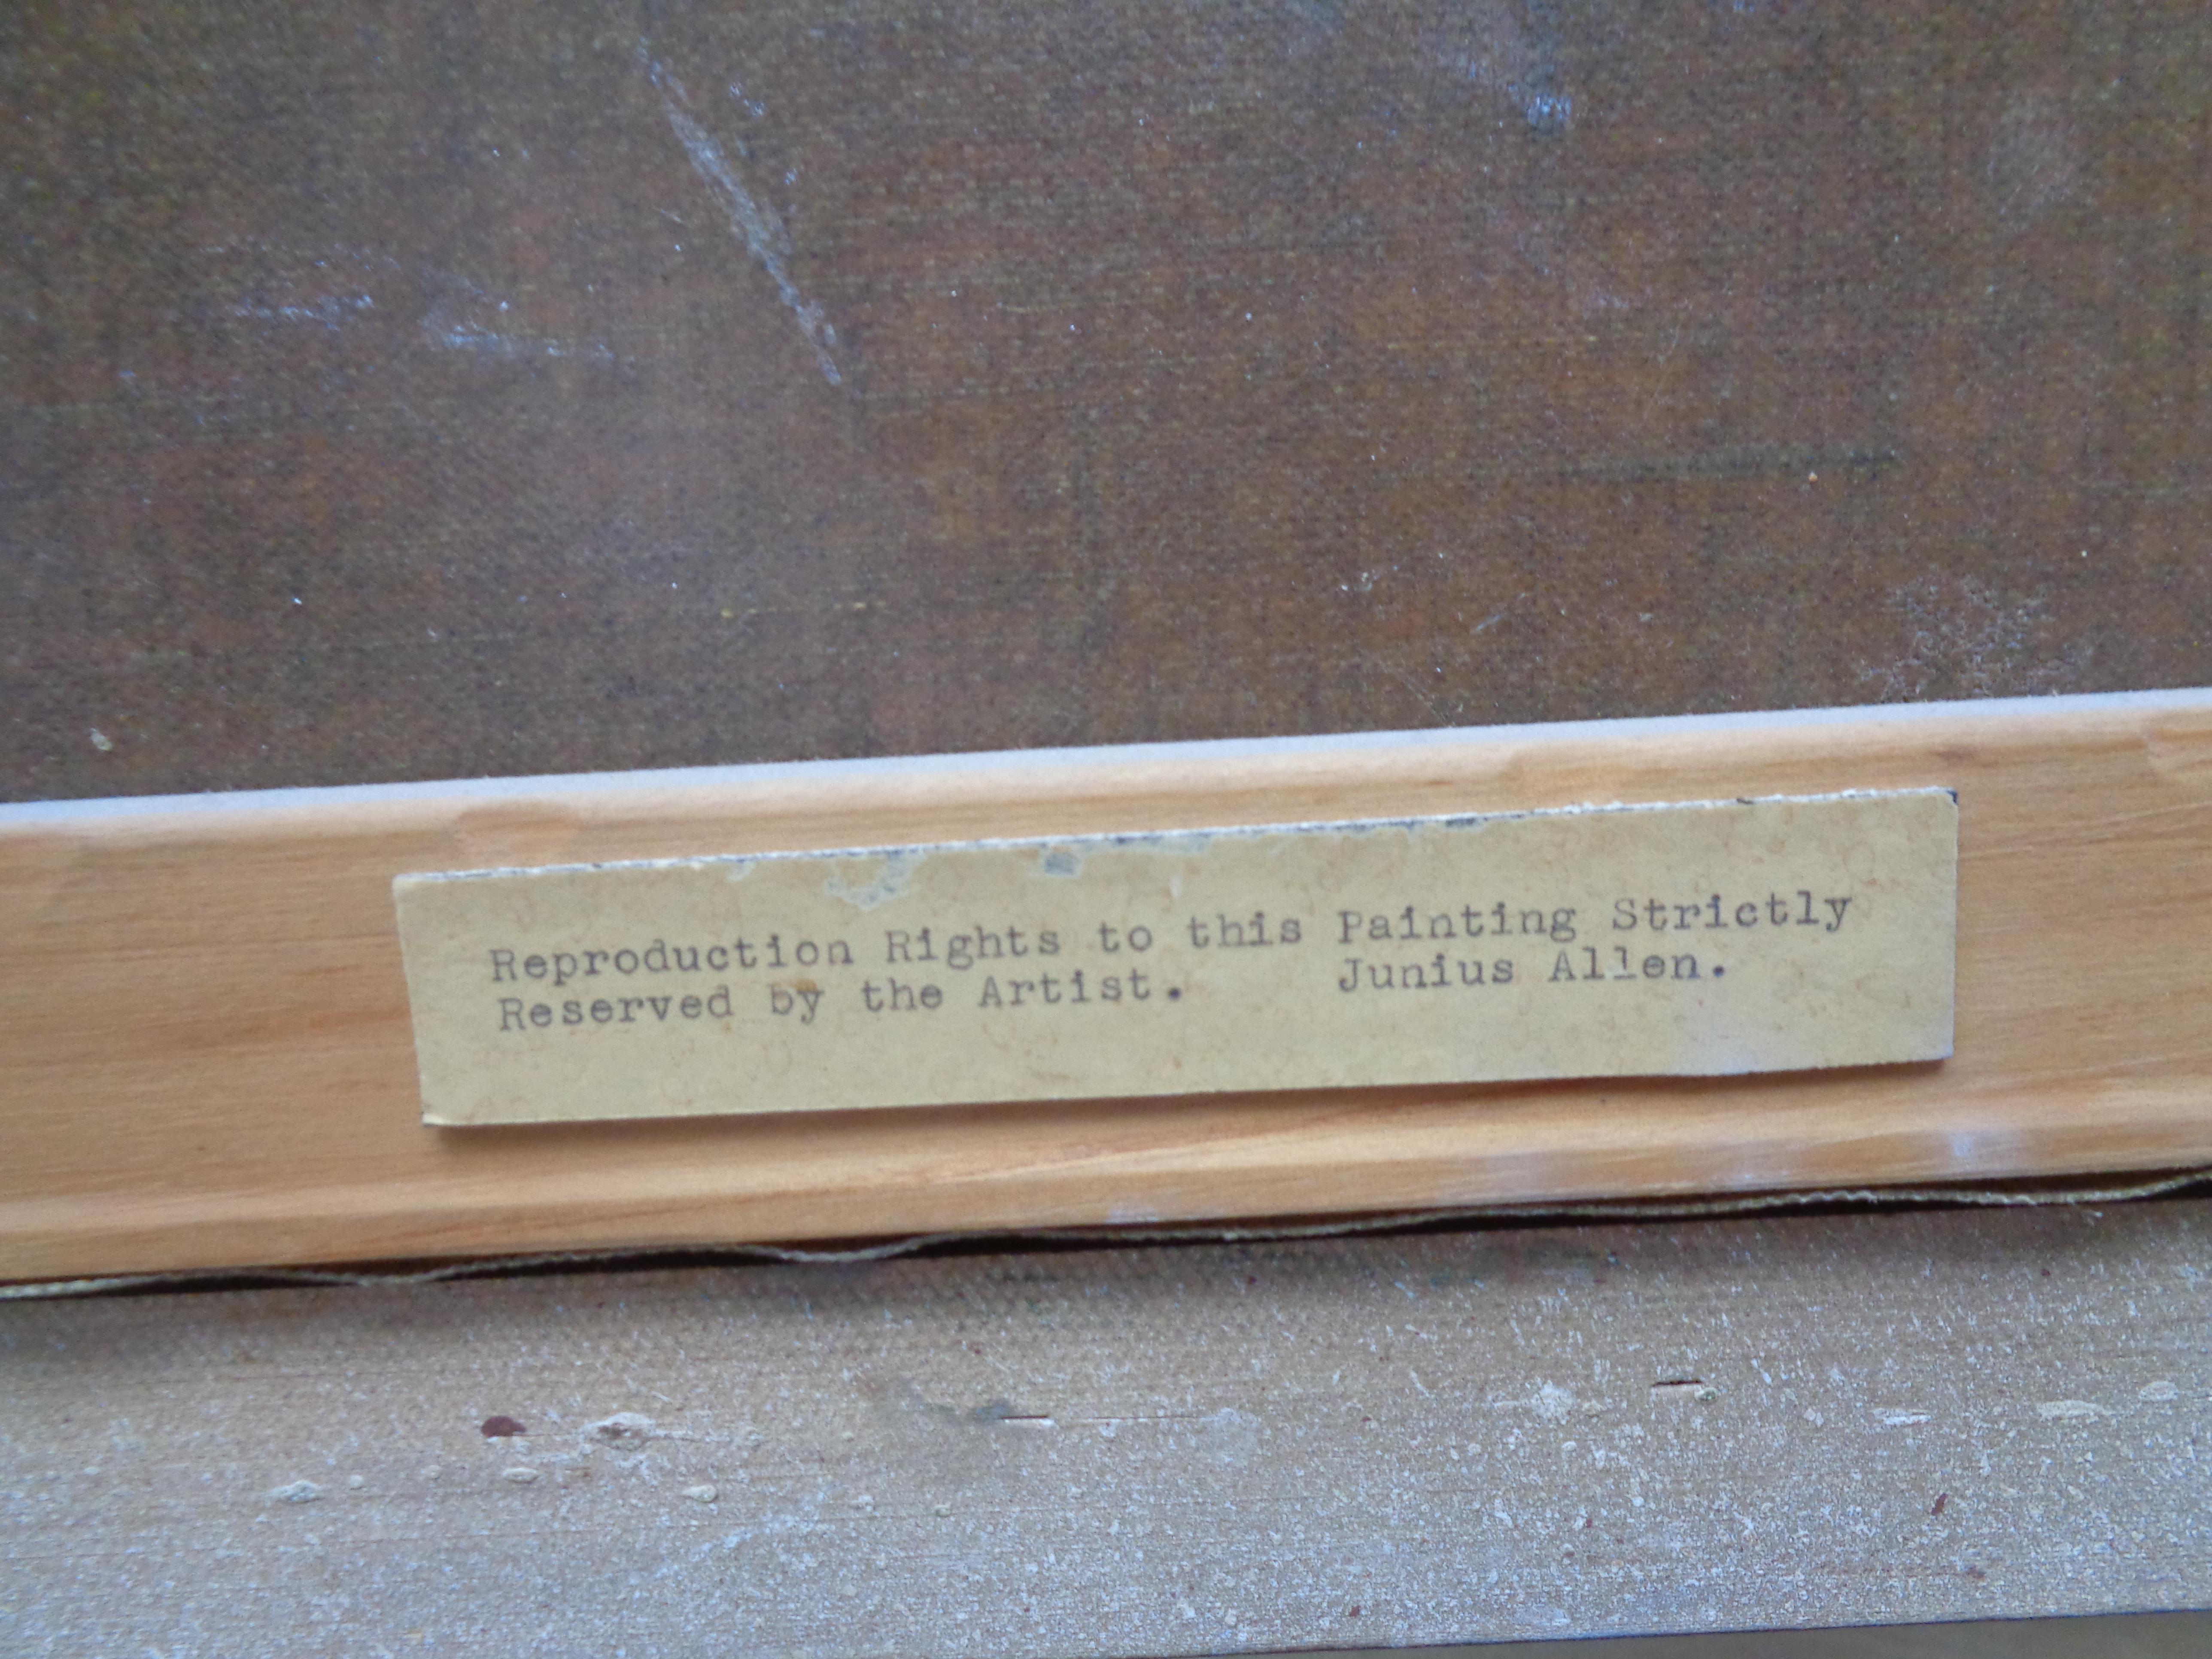 Reproduction Rights to this Painting Strictly
Reserved by the Artist. Junius Allen.